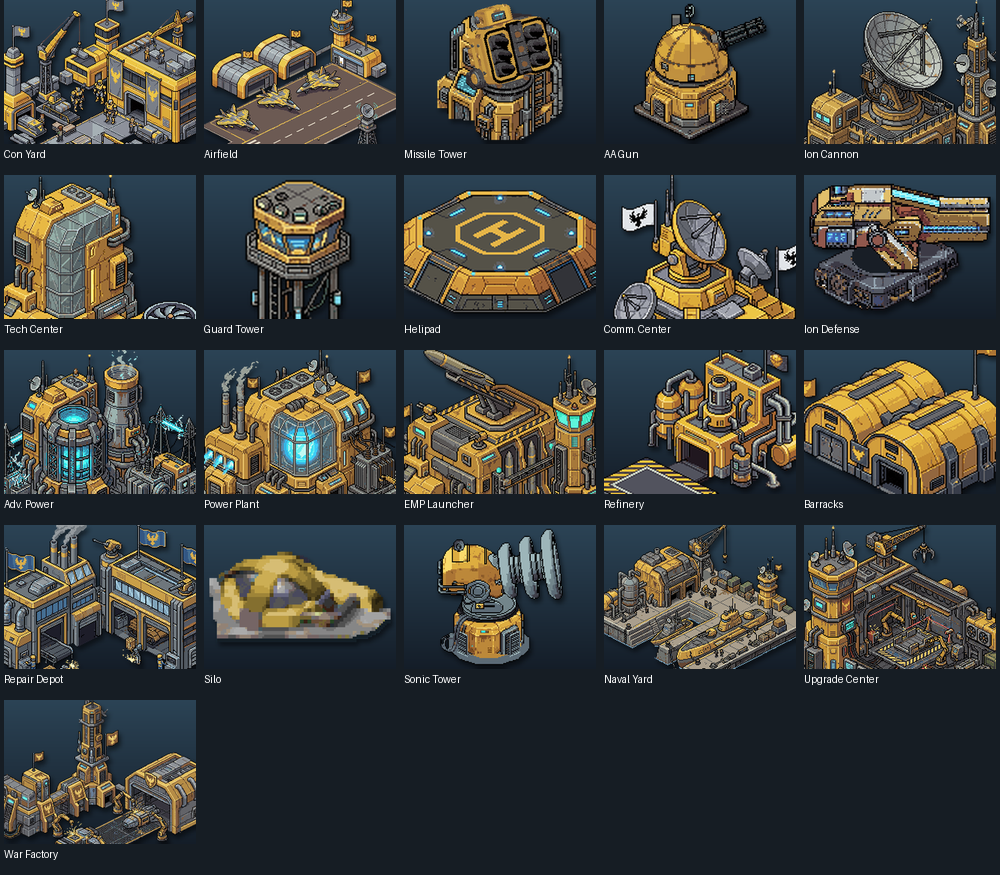 Con Yard
Airfield
Missile Tower
AA Gun
Ion Cannon
Tech Center
Guard Tower
H
Helipad
Comm. Center
Ion Defense
Adv. Power
Power Plant
EMP Launcher
Refinery
Barracks
Repair Depot
Silo
Sonic Tower
Naval Yard
Upgrade Center
War Factory